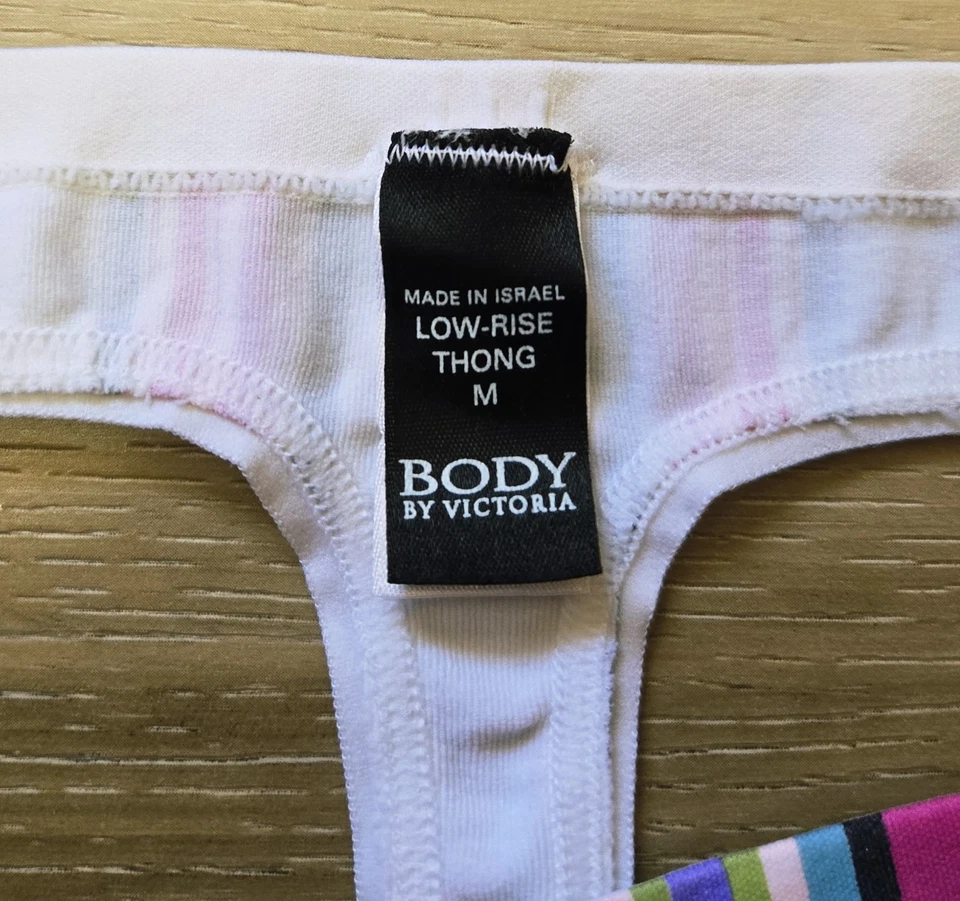 MADE IN ISRAEL
LOW-RISE
THONG
M
BODY
BY VICTORIA